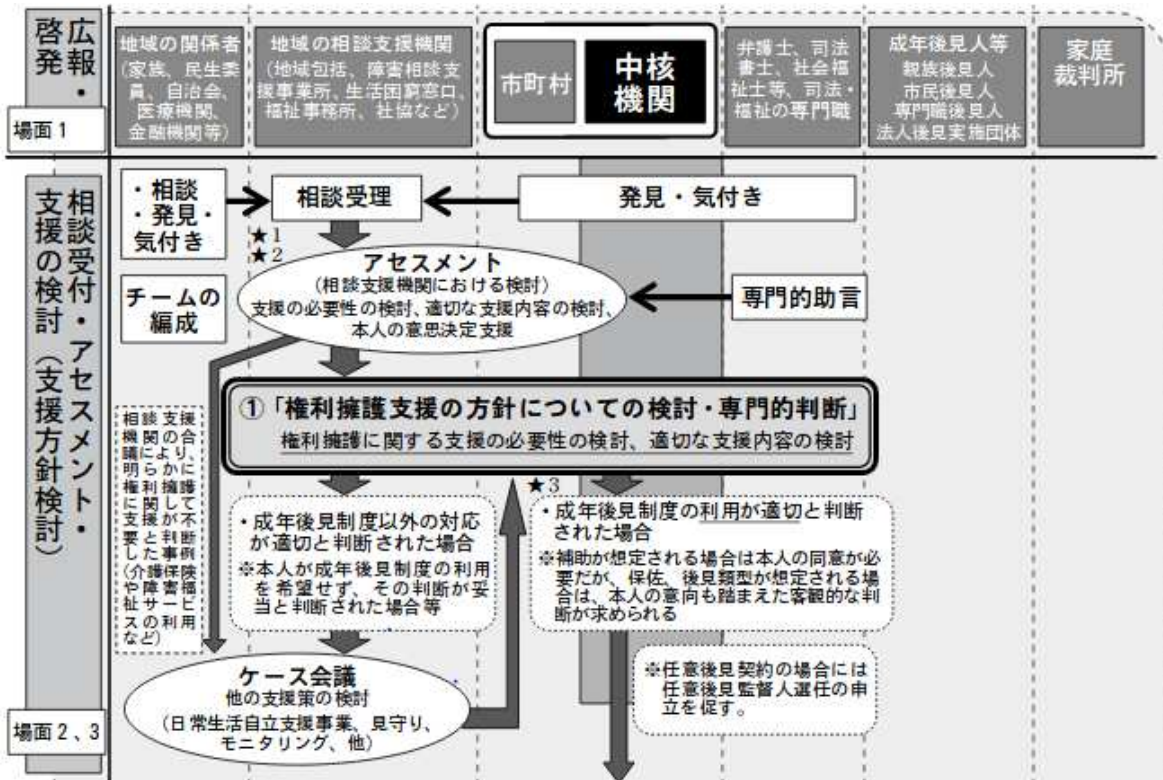 広報・
啓発
場面1
地域の関係者
(家族、民生委
員、自治会、
医療機関、
金融機関等)
地域の相談支援機関
(地域包括、障害相談支
援事業所、生活困窮窓口、
福祉事務所、社協など)
市町村
中核
機関
弁護士、司法
書士、社会福
祉士等、司法・
福祉の専門職
成年後見人等
親族後見人
市民後見人
専門職後見人
法人後見実施団体
家庭
裁判所
相談受付・アセスメント・
支援の検討(支援方針検討)
・相談
・発見・
気付き
相談受理
発見・気付き
★1
★2
アセスメント
(相談支援機関における検討)
支援の必要性の検討、適切な支援内容の検討、
本人の意思決定支援
チームの
編成
専門的助言
①「権利擁護支援の方針についての検討・専門的判断」
権利擁護に関する支援の必要性の検討、適切な支援内容の検討
相談支援
機関の合
議により、
明らかに
権利擁護
に関して
支援が不
要と判断
した事例
(介護保険
や障害福
祉サービ
スの利用
など)
★3
・成年後見制度以外の対応
が適切と判断された場合
※本人が成年後見制度の利用
を希望せず、その判断が妥
当と判断された場合等
・成年後見制度の利用が適切と判断
された場合
※補助が想定される場合は本人の同意が必
要だが、保佐、後見類型が想定される場
合は、本人の意向も踏まえた客観的な判
断が求められる
ケース会議
他の支援策の検討
(日常生活自立支援事業、見守り、
モニタリング、他)
※任意後見契約の場合には
任意後見監督人選任の申
立を促す。
場面2、3